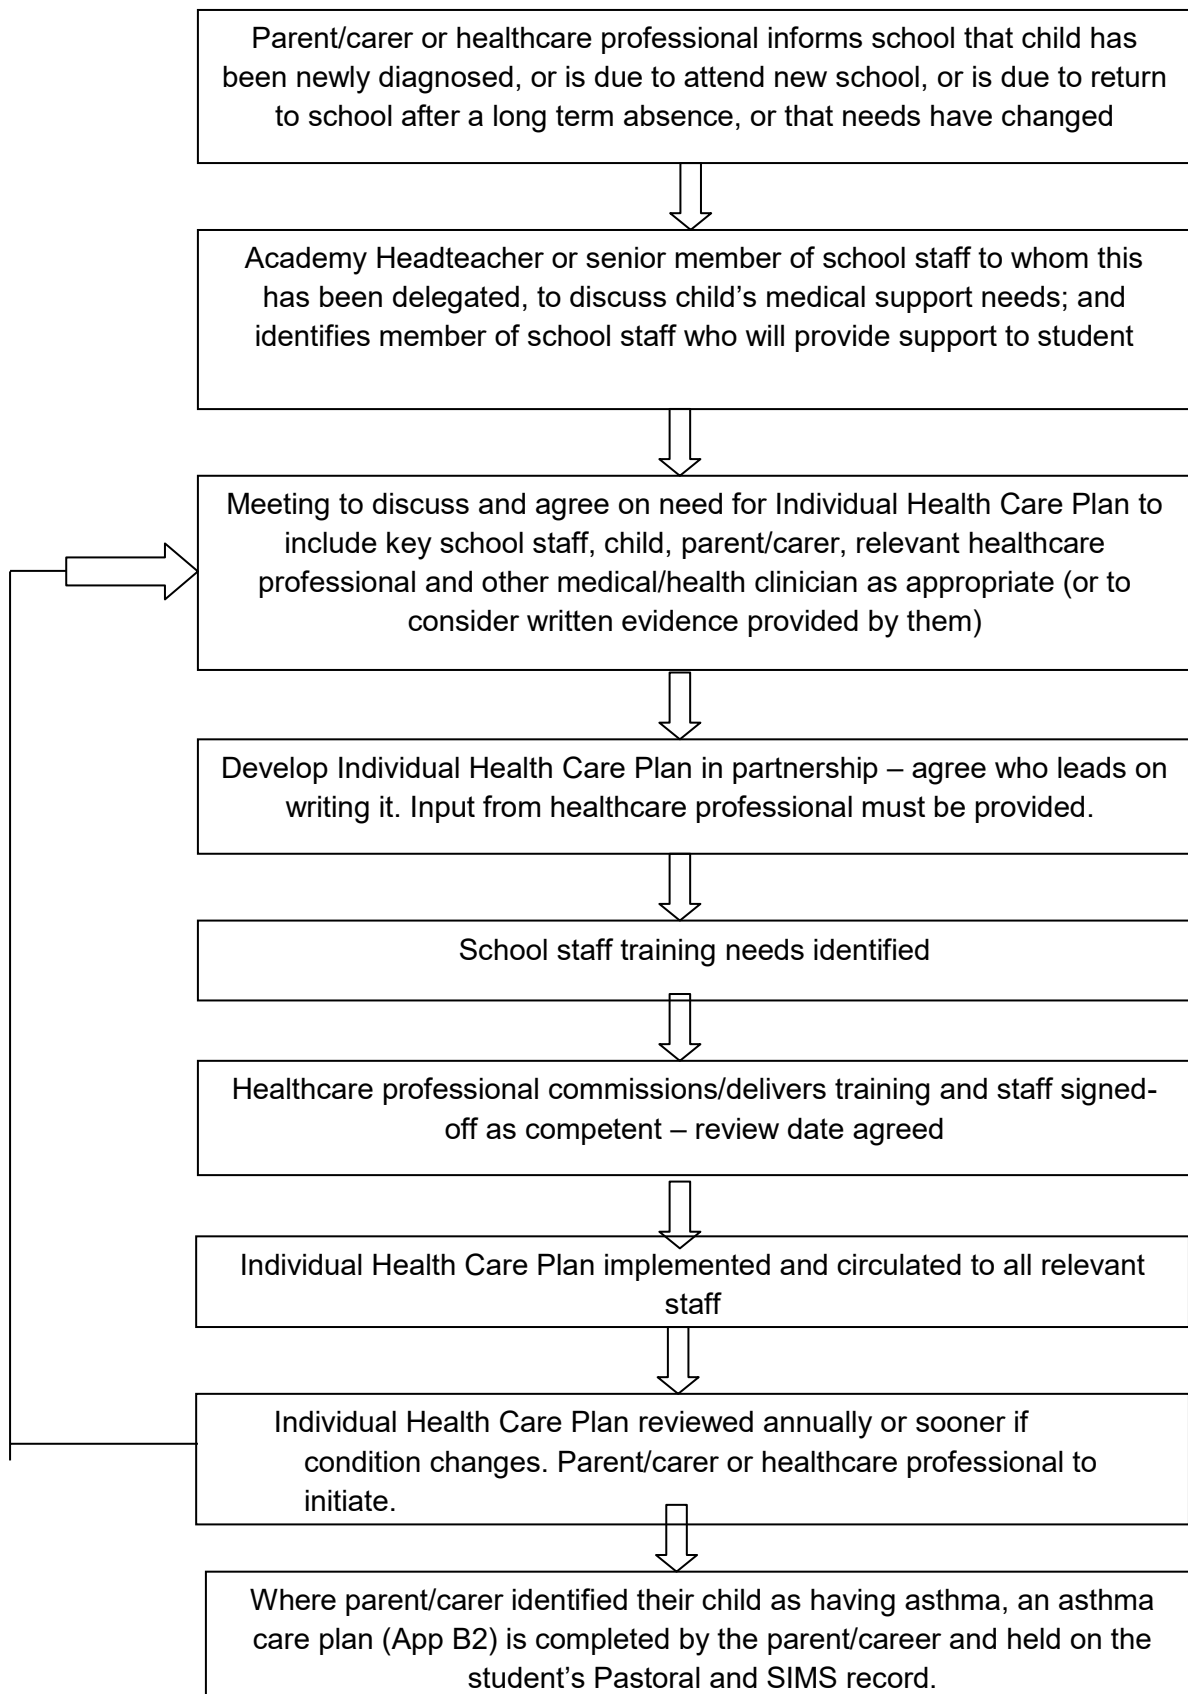 Parent/carer or healthcare professional informs school that child has
been newly diagnosed, or is due to attend new school, or is due to return
to school after a long term absence, or that needs have changed
Academy Headteacher or senior member of school staff to whom this
has been delegated, to discuss child’s medical support needs; and
identifies member of school staff who will provide support to student
Meeting to discuss and agree on need for Individual Health Care Plan to
include key school staff, child, parent/carer, relevant healthcare
professional and other medical/health clinician as appropriate (or to
consider written evidence provided by them)
Develop Individual Health Care Plan in partnership – agree who leads on
writing it. Input from healthcare professional must be provided.
School staff training needs identified
Healthcare professional commissions/delivers training and staff signed-
off as competent – review date agreed
Individual Health Care Plan implemented and circulated to all relevant
staff
Individual Health Care Plan reviewed annually or sooner if
condition changes. Parent/carer or healthcare professional to
initiate.
Where parent/carer identified their child as having asthma, an asthma
care plan (App B2) is completed by the parent/career and held on the
student’s Pastoral and SIMS record.